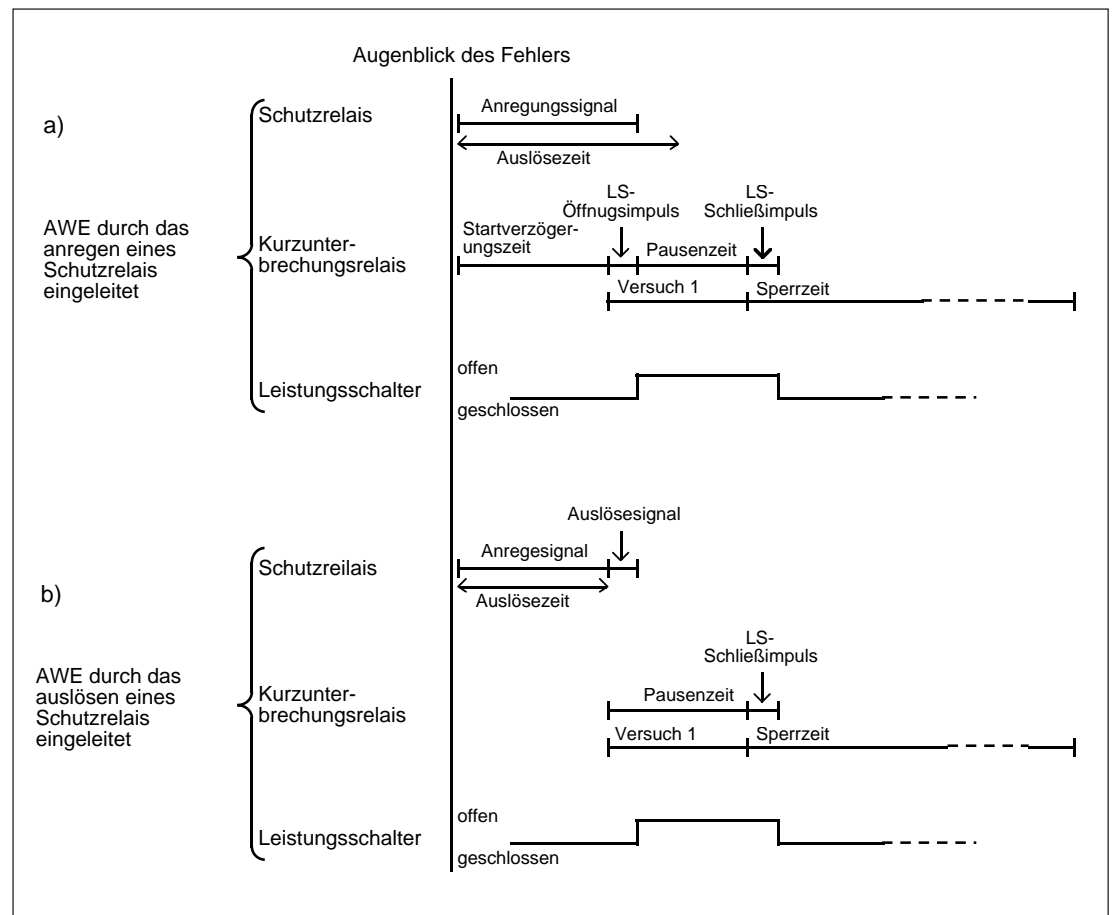 Augenblick des Fehlers
a)
AWE durch das
anregen eines
Schutzrelais
eingeleitet
Schutzrelais
Anregungssignal
Auslösezeit
Kurzunter-
brechungsrelais
Startverzöger-
ungszeit
LS-
Öffnugsimpuls
Pausenzeit
LS-
Schließimpuls
Versuch 1
Sperrzeit
Leistungsschalter
offen
geschlossen
b)
AWE durch das
auslösen eines
Schutzrelais
eingeleitet
Schutzreilais
Anregesignal
Auslösesignal
Auslösezeit
Kurzunter-
brechungsrelais
Pausenzeit
LS-
Schließimpuls
Versuch 1
Sperrzeit
Leistungsschalter
offen
geschlossen